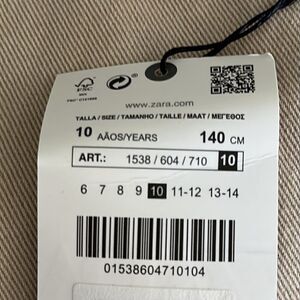 FSC
www.zara.com
TALLA / SIZE / TAMANHO / TAILLE / MAAT / ΜΕΓΕΘΟΣ
10 AÑOS/YEARS 140 CM
ART.: 1538 / 604 / 710 10
6 7 8 9 10 11-12 13-14
01538604710104